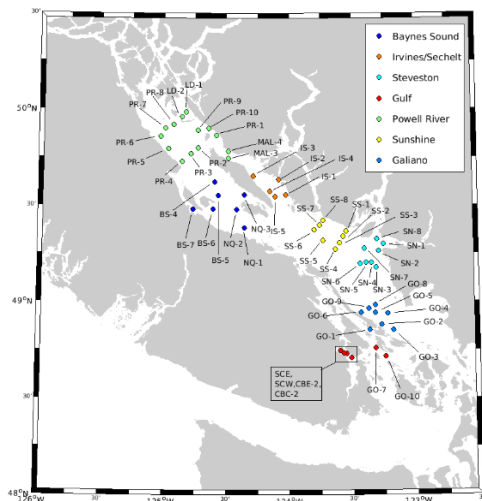 Baynes Sound
Irvines/Sechelt
Steveston
Gulf
Powell River
Sunshine
Galiano
50°N
30'
49°N
30'
48°N
126°W
30'
125°W
30'
124°W
30'
123°W
30'
LD-1
LD-2
PR-8
PR-7
PR-9
PR-10
PR-1
PR-6
MAL-4
MAL-3
PR-5
PR-2
PR-3
PR-4
IS-3
IS-2
IS-4
IS-1
IS-5
BS-4
BS-7
BS-6
BS-5
NQ-3
NQ-2
NQ-1
SS-8
SS-7
SS-1
SS-2
SS-3
SS-6
SS-5
SS-4
SN-8
SN-1
SN-2
SN-7
SN-6
SN-5
SN-4
SN-3
GO-8
GO-9
GO-5
GO-6
GO-4
GO-2
GO-1
GO-3
GO-7
GO-10
SCE,
SCW,CBE-2,
CBC-2